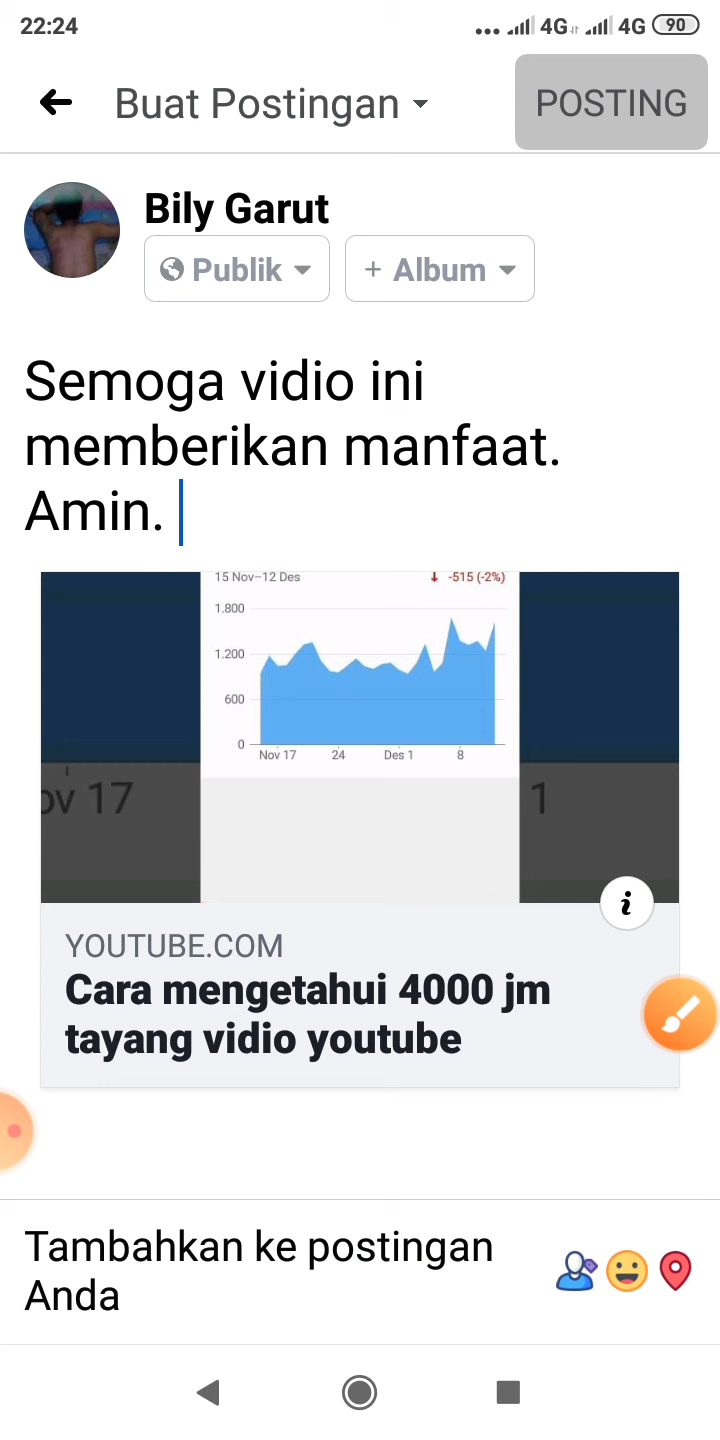 22:24
4G 4G 90
Buat Postingan
POSTING
Bily Garut
Publik
+ Album
Semoga vidio ini
memberikan manfaat.
Amin.
15 Nov–12 Des
-515 (-2%)
1.800
1.200
600
0
Nov 17 24 Des 1 8
ov 17
1
i
YOUTUBE.COM
Cara mengetahui 4000 jm
tayang vidio youtube
Tambahkan ke postingan
Anda